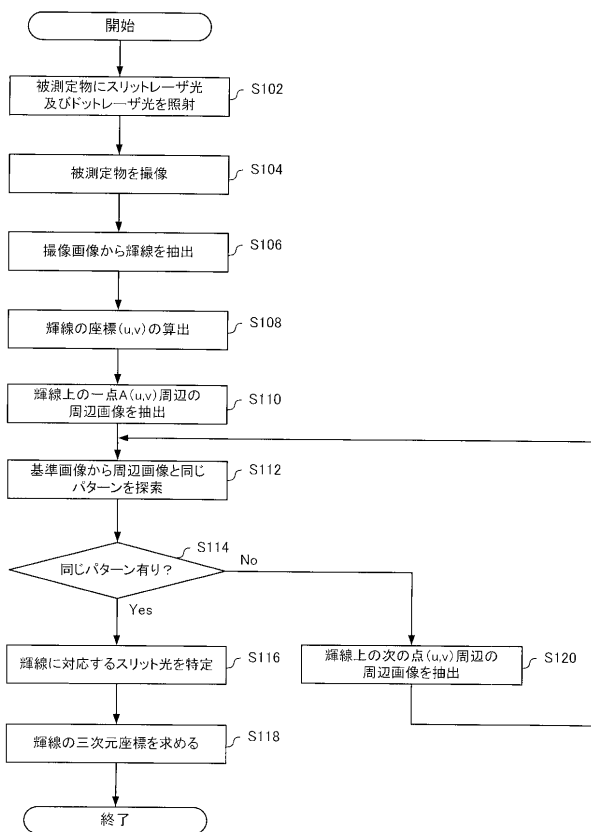 開始
被測定物にスリットレーザ光
及びドットレーザ光を照射
S102
被測定物を撮像
S104
撮像画像から輝線を抽出
S106
輝線の座標(u,v)の算出
S108
輝線上の一点A(u,v)周辺の
周辺画像を抽出
S110
基準画像から周辺画像と同じ
パターンを探索
S112
同じパターン有り?
S114
No
Yes
輝線に対応するスリット光を特定
S116
輝線上の次の点(u,v)周辺の
周辺画像を抽出
S120
輝線の三次元座標を求める
S118
終了